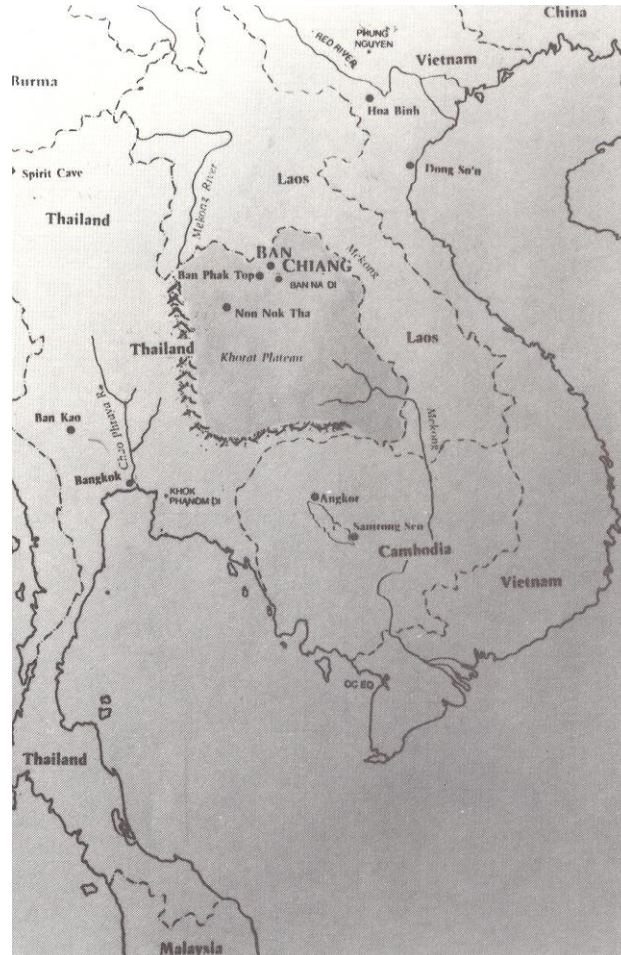 China
PHUNG
NGUYEN
RED RIVER
Vietnam
Burma
Hoa Binh
Spirit Cave
Dong So'n
Laos
Mekong River
Thailand
BAN
CHIANG
Mekong
Ban Phak Top
BAN NA DI
Non Nok Tha
Thailand
Khorat Plateau
Laos
Chao Phraya R.
Ban Kao
Mekong
Bangkok
KHOK
PHANOM DI
Angkor
Samrong Sen
Cambodia
Vietnam
OC EO
Thailand
Malaysia